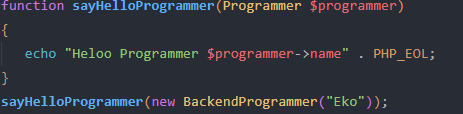 function sayHelloProgrammer(Programmer $programmer)
{
echo "Heloo Programmer $programmer->name" . PHP_EOL;
}
sayHelloProgrammer(new BackendProgrammer("Eko"));